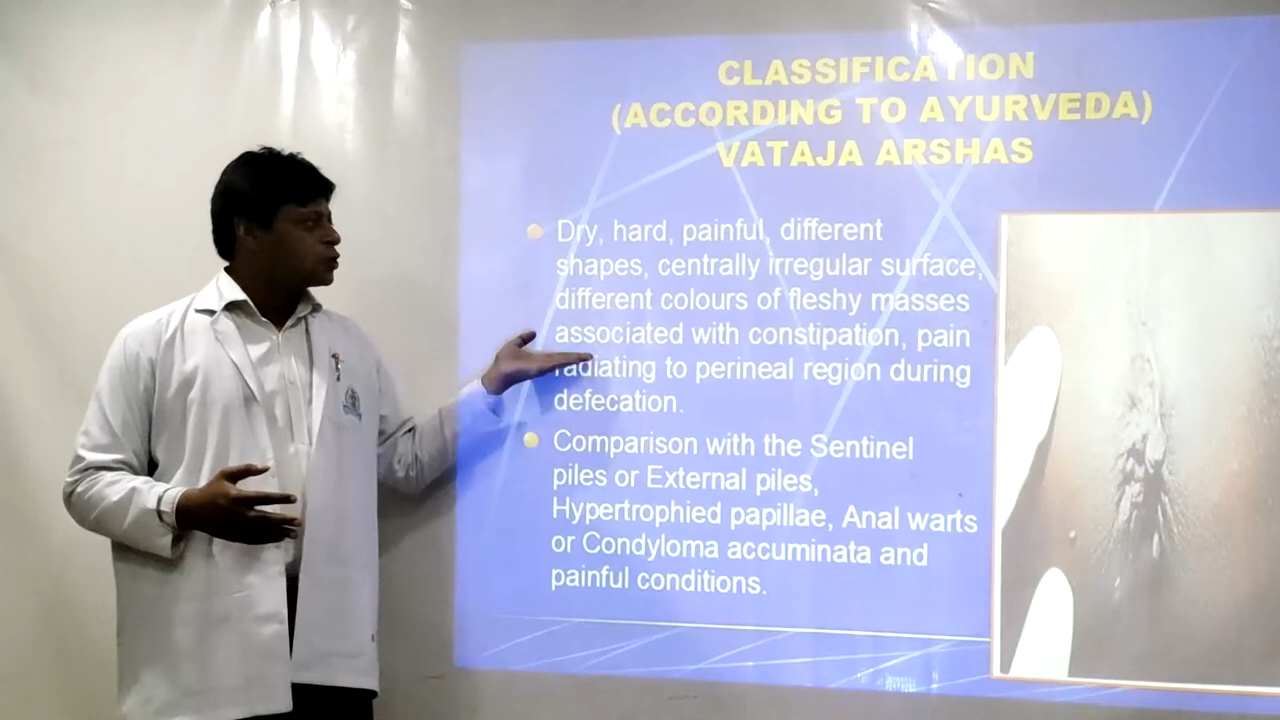 CLASSIFICATION
(ACCORDING TO AYURVEDA)
VATAJA ARSHAS
Dry, hard, painful, different
shapes, centrally irregular surface,
different colours of fleshy masses
associated with constipation, pain
radiating to perineal region during
defecation.
Comparison with the Sentinel
piles or External piles,
Hypertrophied papillae, Anal warts
or Condyloma accuminata and
painful conditions.